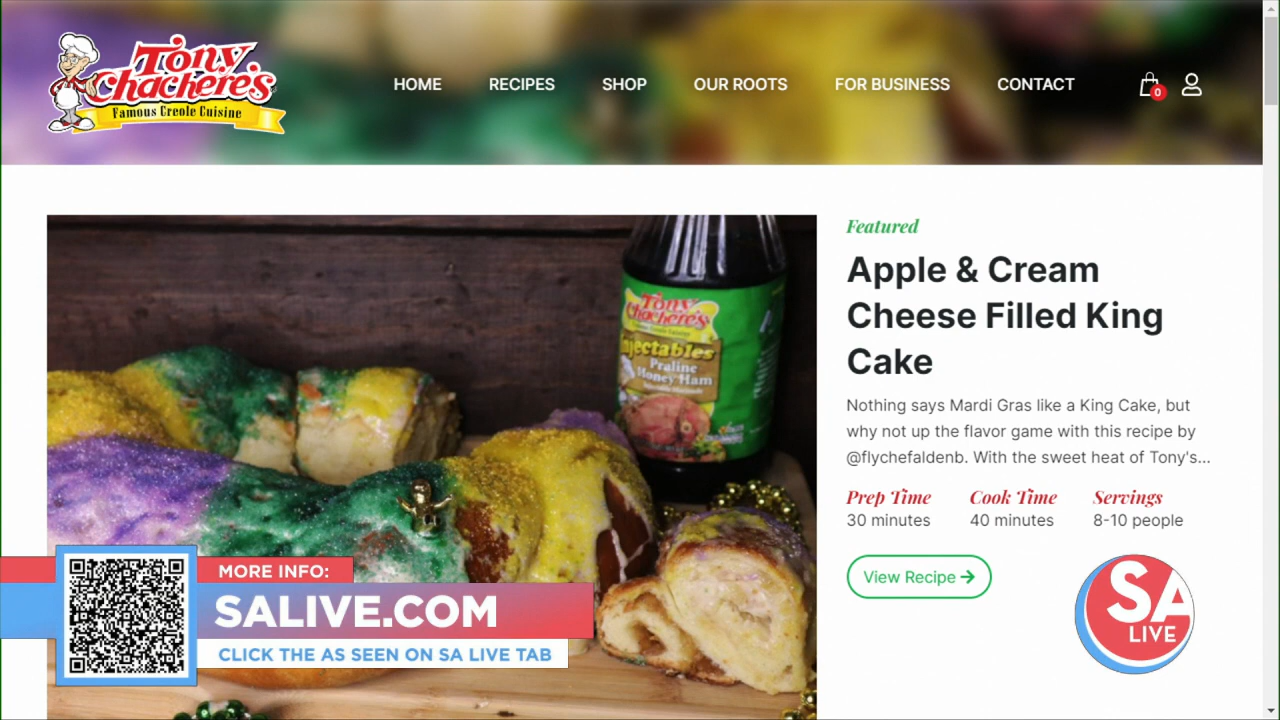 Tony
Chachere's
Famous Creole Cuisine
HOME
RECIPES
SHOP
OUR ROOTS
FOR BUSINESS
CONTACT
0
Tony
Chachere's
Injectables
Praline
Honey Ham
Featured
Apple & Cream
Cheese Filled King
Cake
Nothing says Mardi Gras like a King Cake, but
why not up the flavor game with this recipe by
@flychefaldenb. With the sweet heat of Tony's...
Prep Time
30 minutes
Cook Time
40 minutes
Servings
8-10 people
View Recipe
MORE INFO:
SALIVE.COM
CLICK THE AS SEEN ON SA LIVE TAB
SA
LIVE